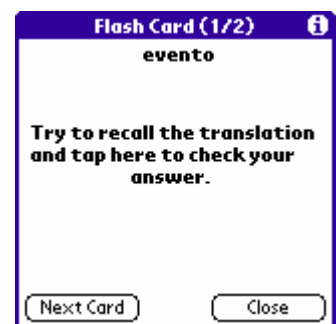 Flash Card (1/2)
evento
Try to recall the translation
and tap here to check your
answer.
Next Card Close